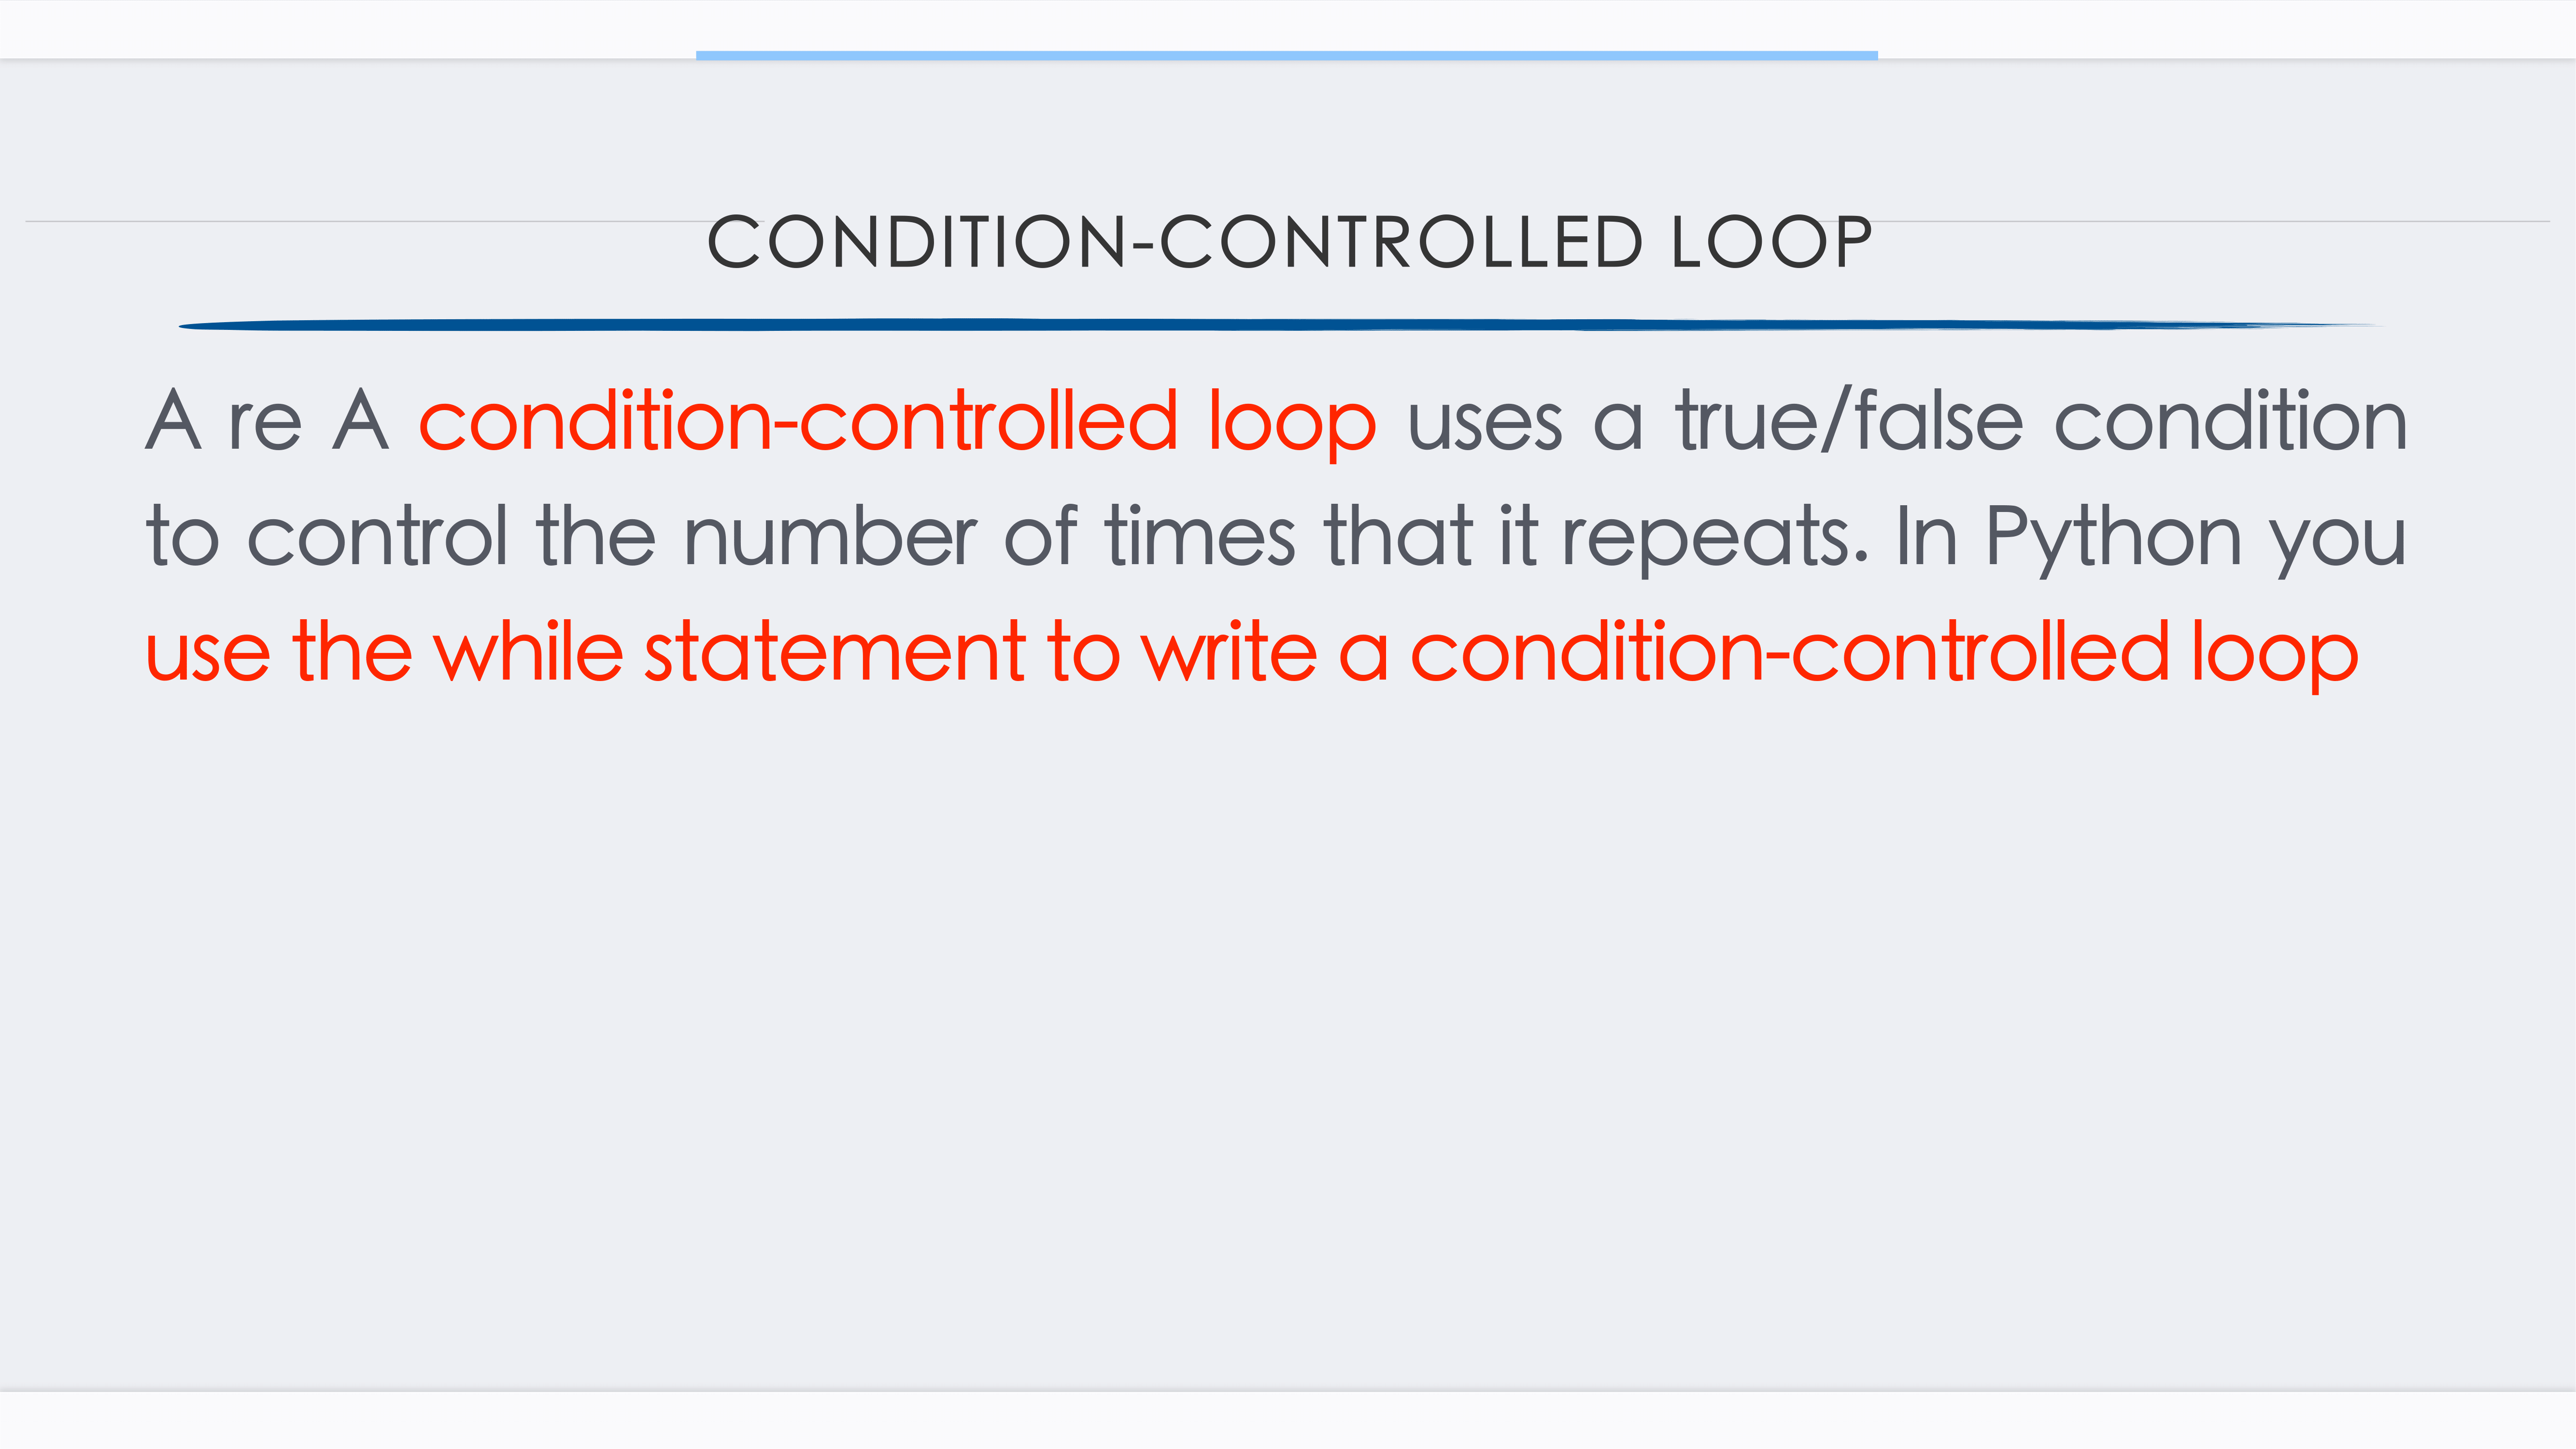 CONDITION-CONTROLLED LOOP
A re A condition-controlled loop uses a true/false condition
to control the number of times that it repeats. In Python you
use the while statement to write a condition-controlled loop